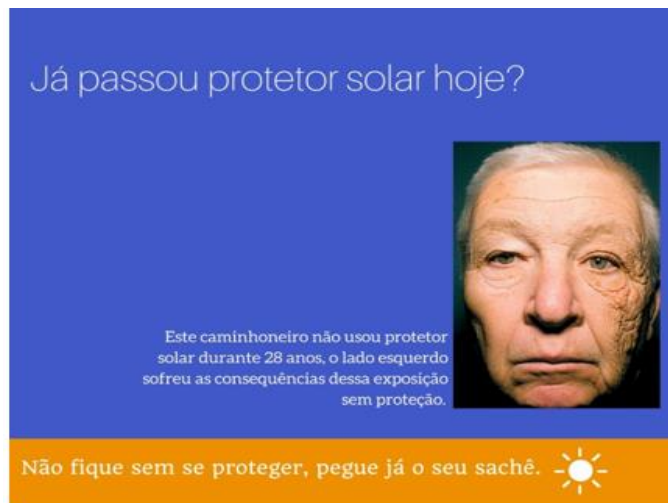 Já passou protetor solar hoje?
Este caminhoneiro não usou protetor
solar durante 28 anos, o lado esquerdo
sofreu as consequências dessa exposição
sem proteção.
Não fique sem se proteger, pegue já o seu sachê.